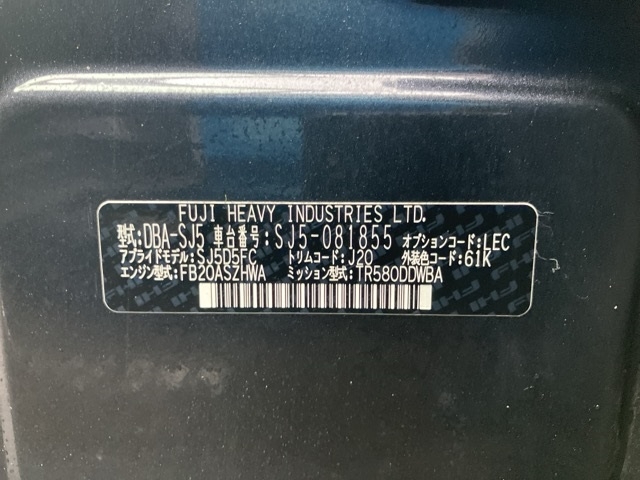 FUJI HEAVY INDUSTRIES LTD.
型式:DBA-SJ5 車台番号:SJ5-081855 オプションコード:LEC
アプライドモデル:SJ5D5FC トリムコード:J20 外装色コード:61K
エンジン型式:FB20ASZHWA ミッション型式:TR580DDWBA